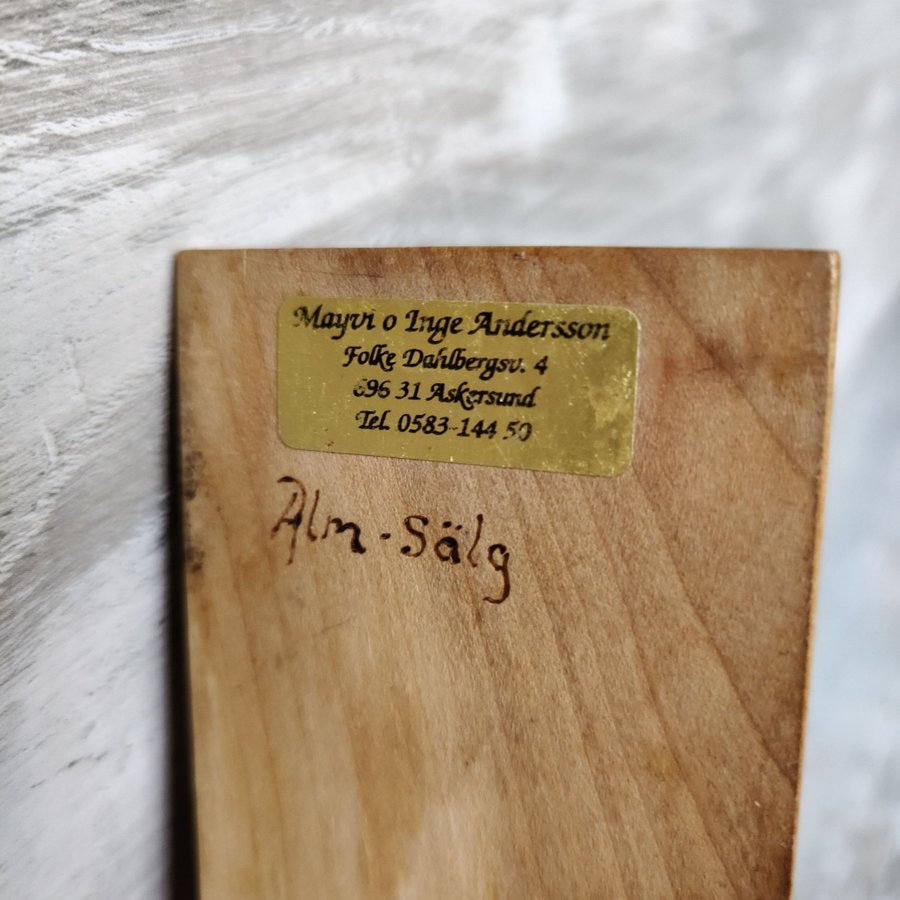 Mayvi o Inge Andersson
Folke Dahlbergsv. 4
696 31 Askersund
Tel. 0583-144 50
Alm - Sälg